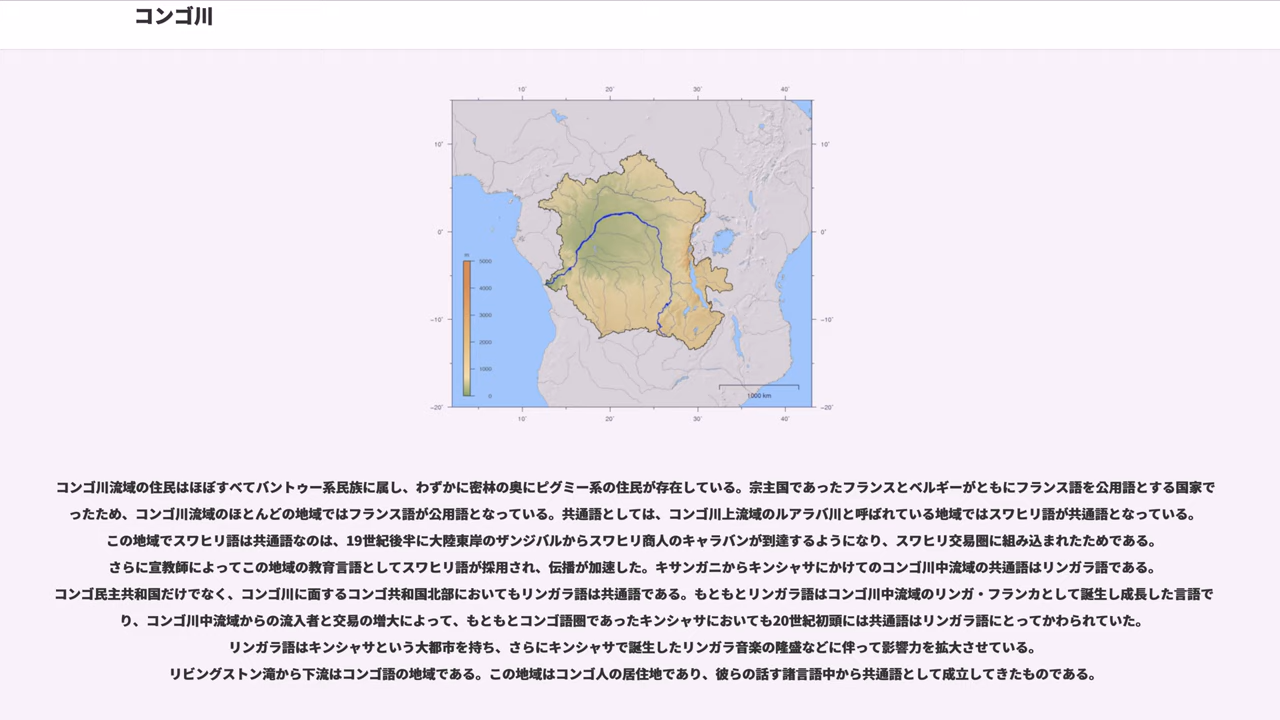 コンゴ川
10˚ 20˚ 30˚ 40˚
10˚ 10˚
0˚ 0˚
m
5000
4000
3000
2000
1000
0
−10˚ −10˚
1000 km
−20˚ −20˚
10˚ 20˚ 30˚ 40˚
コンゴ川流域の住民はほぼすべてバントゥー系民族に属し、わずかに密林の奥にピグミー系の住民が存在している。宗主国であったフランスとベルギーがともにフランス語を公用語とする国家で
ったため、コンゴ川流域のほとんどの地域ではフランス語が公用語となっている。共通語としては、コンゴ川上流域のルアラバ川と呼ばれている地域ではスワヒリ語が共通語となっている。
この地域でスワヒリ語は共通語なのは、19世紀後半に大陸東岸のザンジバルからスワヒリ商人のキャラバンが到達するようになり、スワヒリ交易圏に組み込まれたためである。
さらに宣教師によってこの地域の教育言語としてスワヒリ語が採用され、伝播が加速した。キサンガニからキンシャサにかけてのコンゴ川中流域の共通語はリンガラ語である。
コンゴ民主共和国だけでなく、コンゴ川に面するコンゴ共和国北部においてもリンガラ語は共通語である。もともとリンガラ語はコンゴ川中流域のリンガ・フランカとして誕生し成長した言語で
り、コンゴ川中流域からの流入者と交易の増大によって、もともとコンゴ語圏であったキンシャサにおいても20世紀初頭には共通語はリンガラ語にとってかわられていた。
リンガラ語はキンシャサという大都市を持ち、さらにキンシャサで誕生したリンガラ音楽の隆盛などに伴って影響力を拡大させている。
リビングストン滝から下流はコンゴ語の地域である。この地域はコンゴ人の居住地であり、彼らの話す諸言語中から共通語として成立してきたものである。